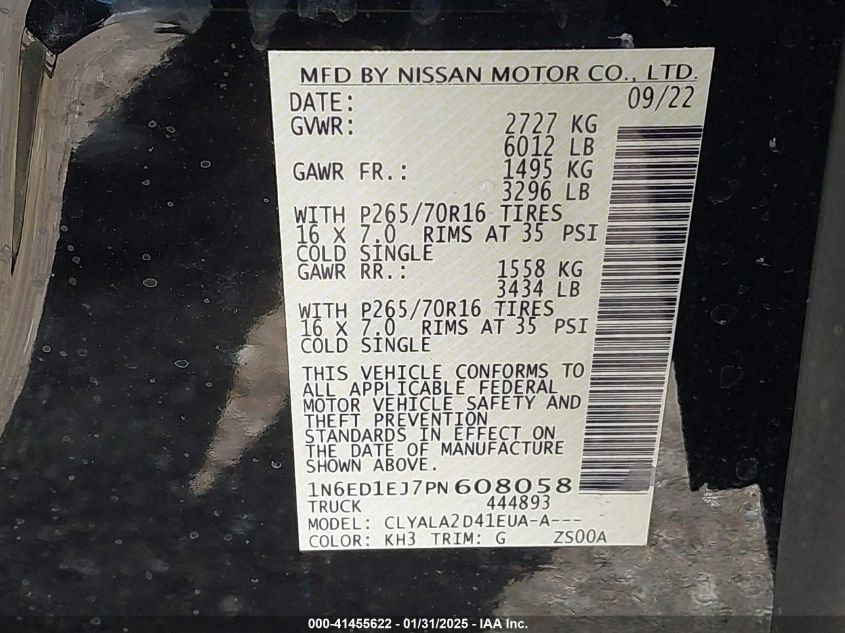 MFD BY NISSAN MOTOR CO., LTD.
DATE: 09/22
GVWR: 2727 KG
6012 LB
GAWR FR.: 1495 KG
3296 LB
WITH P265/70R16 TIRES
16 X 7.0 RIMS AT 35 PSI
COLD SINGLE
GAWR RR.: 1558 KG
3434 LB
WITH P265/70R16 TIRES
16 X 7.0 RIMS AT 35 PSI
COLD SINGLE
THIS VEHICLE CONFORMS TO
ALL APPLICABLE FEDERAL
MOTOR VEHICLE SAFETY AND
THEFT PREVENTION
STANDARDS IN EFFECT ON
THE DATE OF MANUFACTURE
SHOWN ABOVE.
1N6ED1EJ7PN608058
TRUCK 444893
MODEL: CLYALA2D41EUA-A---
COLOR: KH3 TRIM: G ZS00A
000-41455622 - 01/31/2025 - IAA Inc.